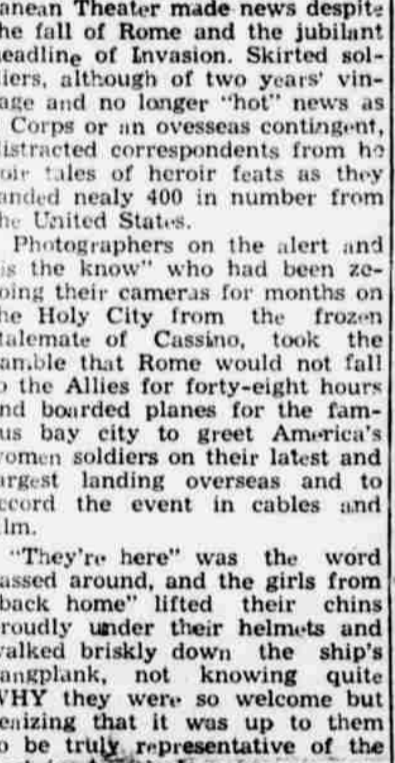 anean Theater made news despite
he fall of Rome and the jubilant
eadline of Invasion. Skirted sol-
liers, although of two years' vin-
age and no longer "hot" news as
Corps or an ovesseas contingent,
istracted correspondents from he
oir tales of heroir feats as they
anded nealy 400 in number from
he United States.
Photographers on the alert and
is the know" who had been ze-
oing their cameras for months on
he Holy City from the frozen
talemate of Cassino, took the
amble that Rome would not fall
o the Allies for forty-eight hours
nd boarded planes for the fam-
us bay city to greet America's
omen soldiers on their latest and
argest landing overseas and to
ecord the event in cables and
ilm.
"They're here" was the word
assed around, and the girls from
back home" lifted their chins
roudly under their helmets and
valked briskly down the ship's
angplank, not knowing quite
WHY they were so welcome but
ealizing that it was up to them
o be truly representative of the